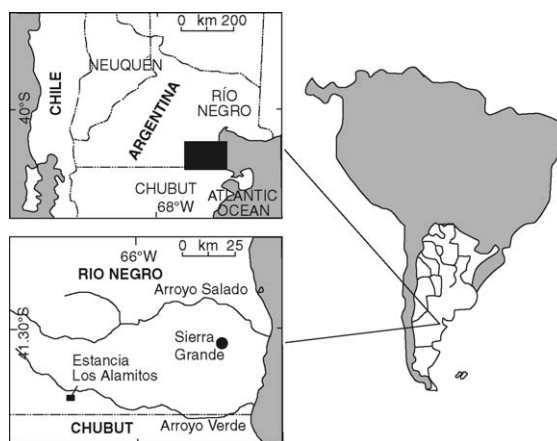 0 km 200
NEUQUÉN
CHILE
40°S
ARGENTINA
RÍO
NEGRO
CHUBUT
68°W
ATLANTIC
OCEAN
66°W
0 km 25
RIO NEGRO
Arroyo Salado
41.30°S
Sierra
Grande
Estancia
Los Alamitos
CHUBUT
Arroyo Verde